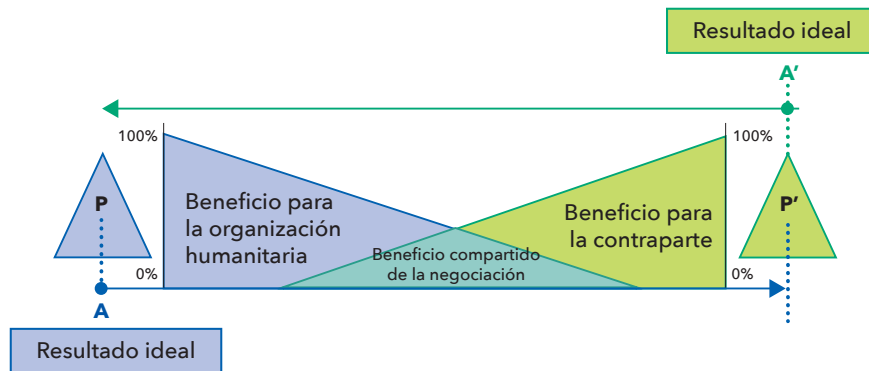 Resultado ideal
A’
100%
100%
P
Beneficio para
la organización
humanitaria
Beneficio para
la contraparte
P’
Beneficio compartido
de la negociación
0%
0%
A
Resultado ideal